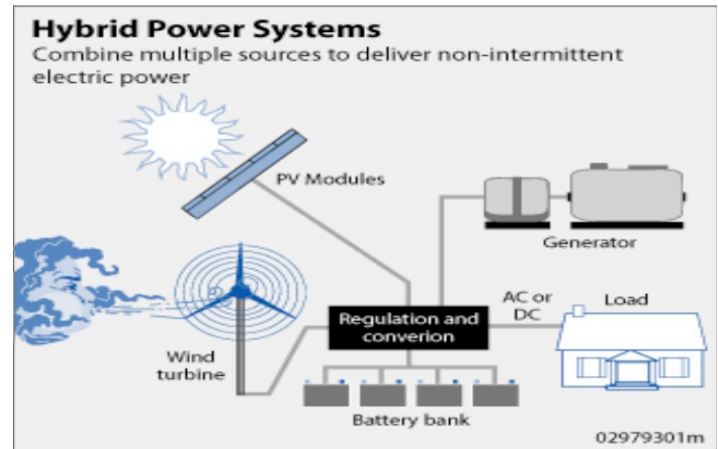 Hybrid Power Systems
Combine multiple sources to deliver non-intermittent
electric power
PV Modules
Generator
AC or
DC
Load
Regulation and
converion
Wind
turbine
Battery bank
02979301m